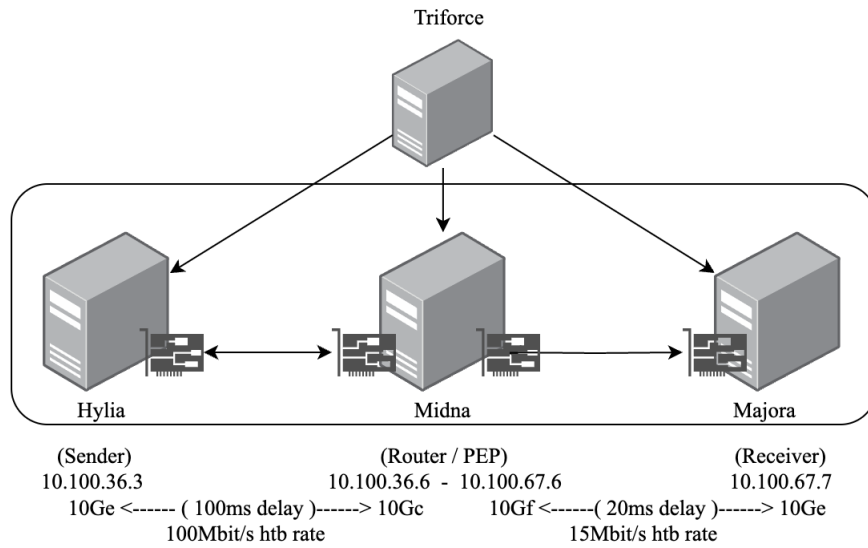 Triforce
Hylia Midna Majora
(Sender) (Router / PEP) (Receiver)
10.100.36.3 10.100.36.6 - 10.100.67.6 10.100.67.7
10Ge <------ ( 100ms delay )------> 10Gc 10Gf <------( 20ms delay )------> 10Ge
100Mbit/s htb rate 15Mbit/s htb rate